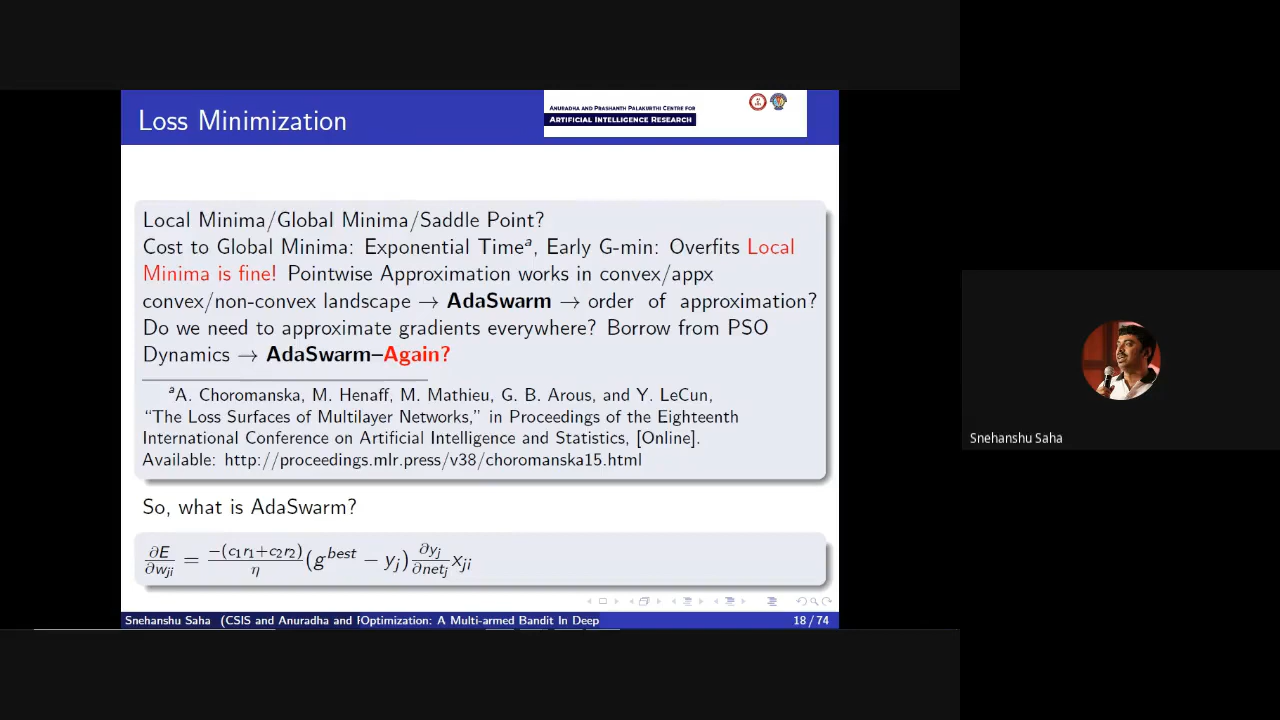 Loss Minimization
ANURADHA AND PRASHANTH PALAKURTHI CENTRE FOR
ARTIFICIAL INTELLIGENCE RESEARCH
Local Minima/Global Minima/Saddle Point?
Cost to Global Minima: Exponential Timeᵃ, Early G-min: Overfits Local
Minima is fine! Pointwise Approximation works in convex/appx
convex/non-convex landscape → AdaSwarm → order of approximation?
Do we need to approximate gradients everywhere? Borrow from PSO
Dynamics → AdaSwarm–Again?
ᵃA. Choromanska, M. Henaff, M. Mathieu, G. B. Arous, and Y. LeCun,
“The Loss Surfaces of Multilayer Networks,” in Proceedings of the Eighteenth
International Conference on Artificial Intelligence and Statistics, [Online].
Available: http://proceedings.mlr.press/v38/choromanska15.html
So, what is AdaSwarm?
∂E/∂w_ji = −(c₁r₁+c₂r₂)/η (g^best − y_j) ∂y_j/∂net_j x_ji
Snehanshu Saha (CSIS and Anuradha and POptimization: A Multi-armed Bandit In Deep 18 / 74
Snehanshu Saha